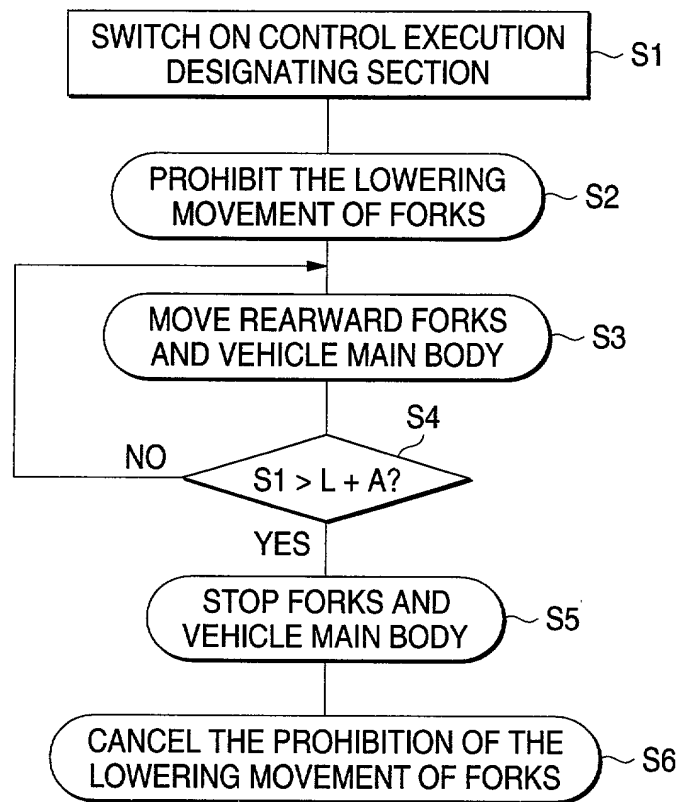 SWITCH ON CONTROL EXECUTION
DESIGNATING SECTION
S1
PROHIBIT THE LOWERING
MOVEMENT OF FORKS
S2
MOVE REARWARD FORKS
AND VEHICLE MAIN BODY
S3
S4
NO
S1 > L + A?
YES
STOP FORKS AND
VEHICLE MAIN BODY
S5
CANCEL THE PROHIBITION OF THE
LOWERING MOVEMENT OF FORKS
S6